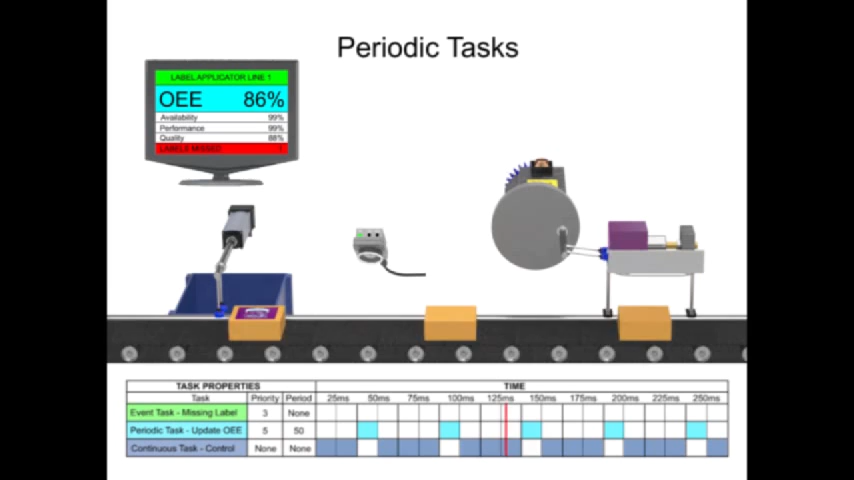 Periodic Tasks
LABEL APPLICATOR LINE 1
OEE 86%
Availability 99%
Performance 99%
Quality 88%
LABELS MISSED
TASK PROPERTIES TIME
Task Priority Period 25ms 50ms 75ms 100ms 125ms 150ms 175ms 200ms 225ms 250ms
Event Task - Missing Label 3 None
Periodic Task - Update OEE 5 50
Continuous Task - Control None None